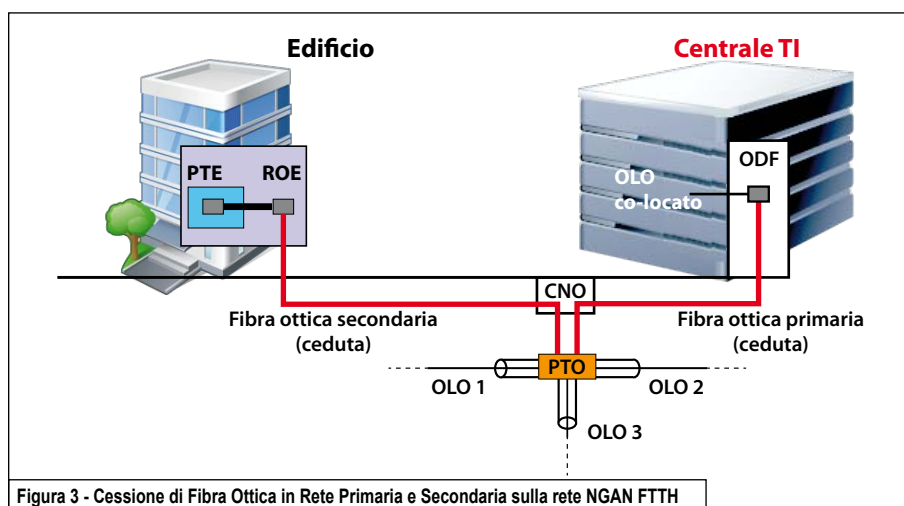 Edificio
Centrale TI
PTE
ROE
ODF
OLO
co-locato
CNO
Fibra ottica secondaria
(ceduta)
Fibra ottica primaria
(ceduta)
PTO
OLO 1
OLO 2
OLO 3
Figura 3 - Cessione di Fibra Ottica in Rete Primaria e Secondaria sulla rete NGAN FTTH